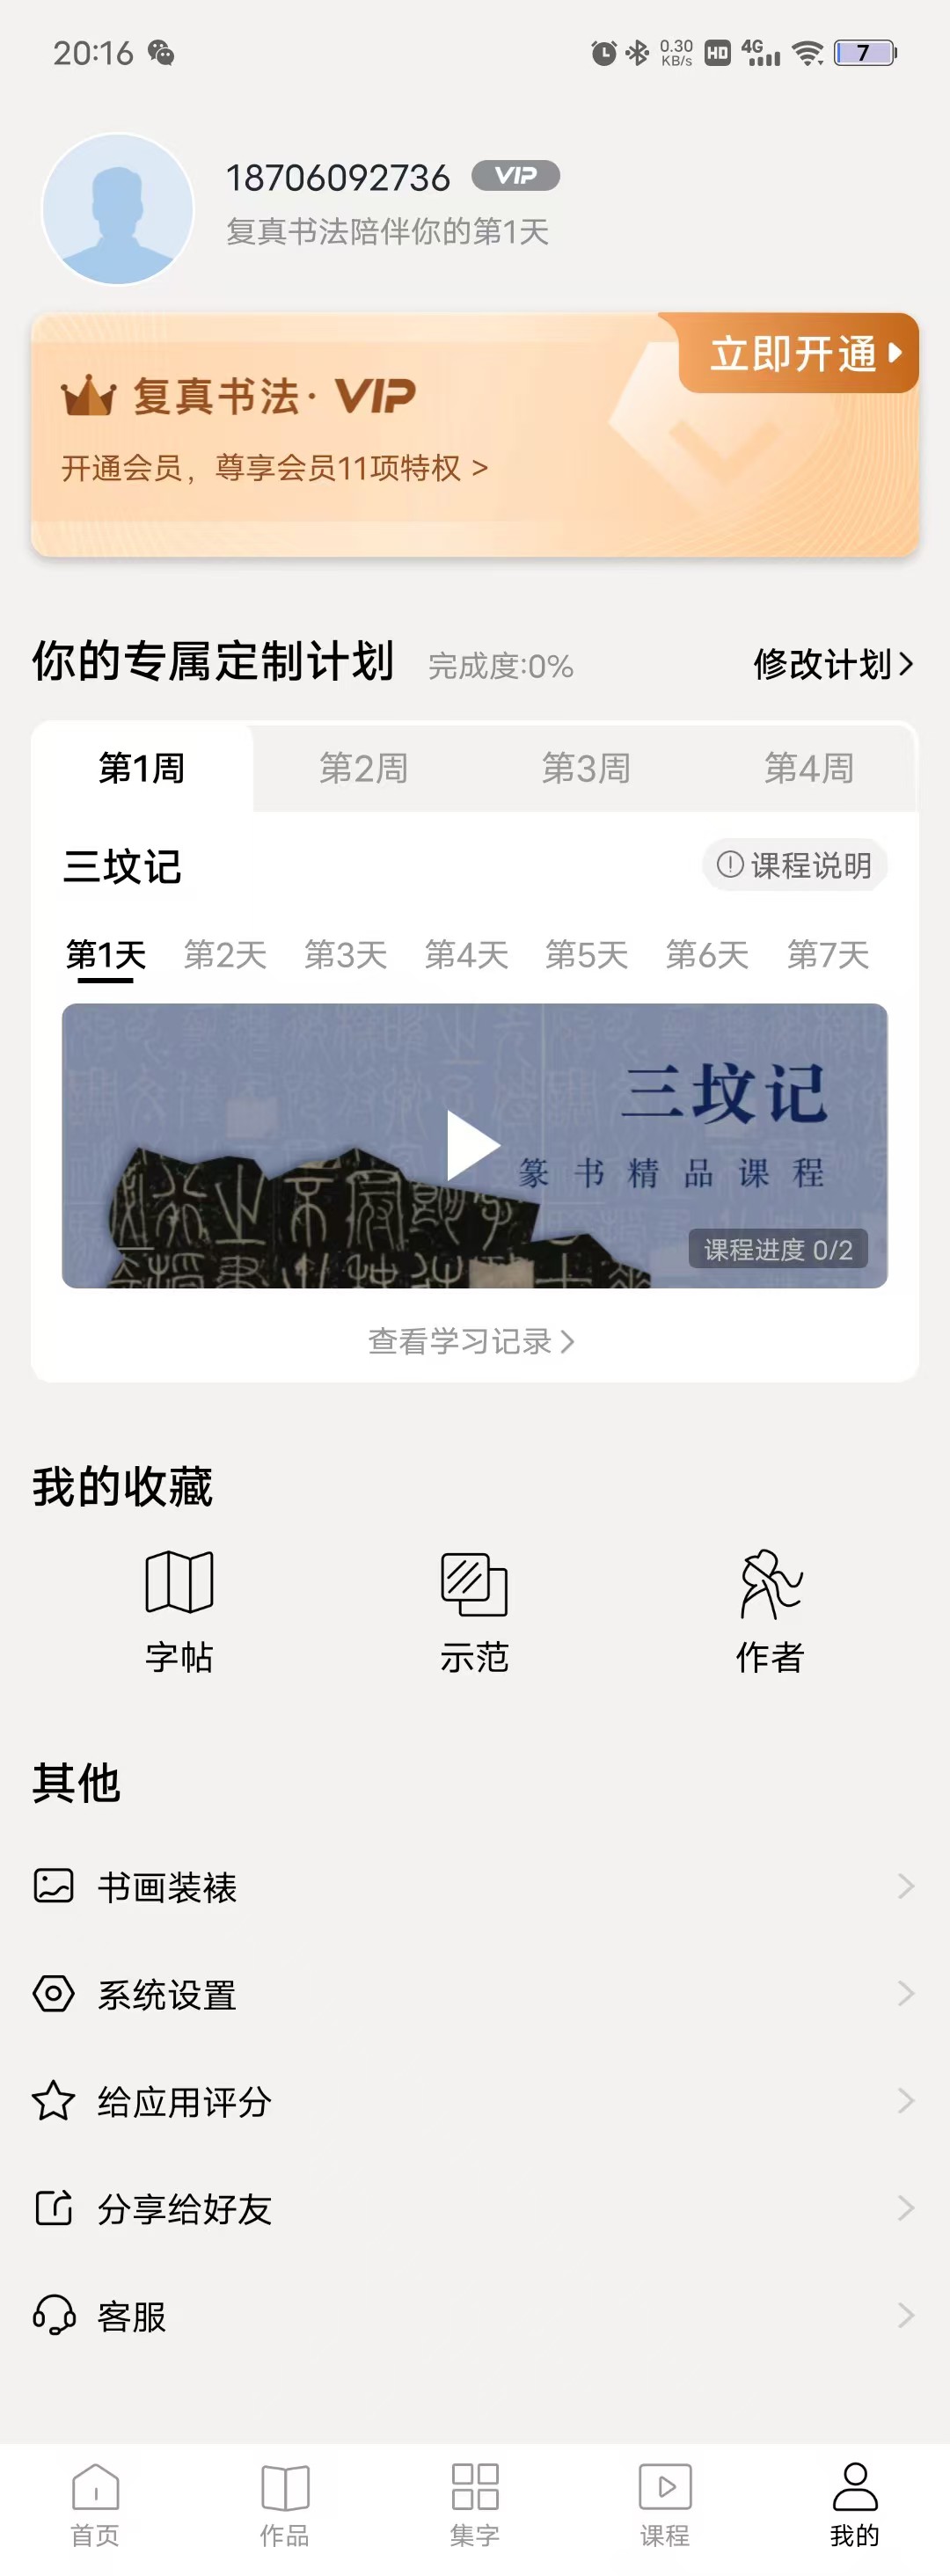 20:16
0.30 KB/s HD 4G 7
18706092736 VIP
复真书法陪伴你的第1天
立即开通
复真书法·VIP
开通会员，尊享会员11项特权 >
你的专属定制计划 完成度:0% 修改计划
第1周 第2周 第3周 第4周
三坟记 课程说明
第1天 第2天 第3天 第4天 第5天 第6天 第7天
三坟记
篆书精品课程
课程进度 0/2
查看学习记录
我的收藏
字帖 示范 作者
其他
书画装裱
系统设置
给应用评分
分享给好友
客服
首页 作品 集字 课程 我的